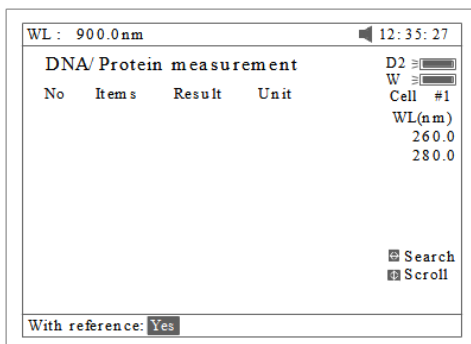 WL: 900.0nm 12:35:27
DNA/Protein measurement D2
W
No Items Result Unit Cell #1
WL(nm)
260.0
280.0
Search
Scroll
With reference: Yes